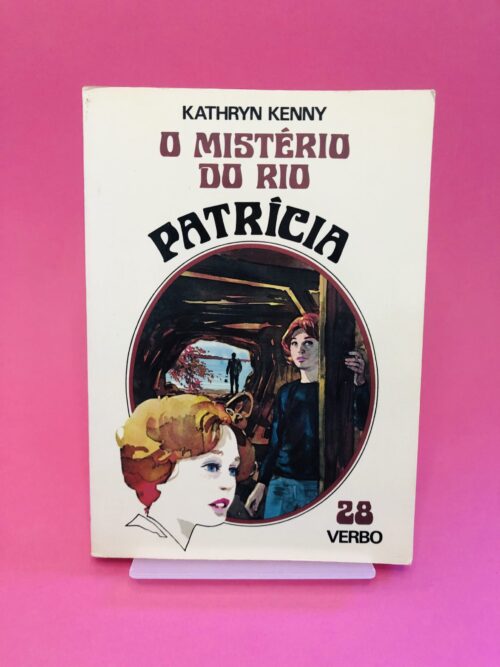 KATHRYN KENNY
O MISTÉRIO
DO RIO
PATRÍCIA
28
VERBO